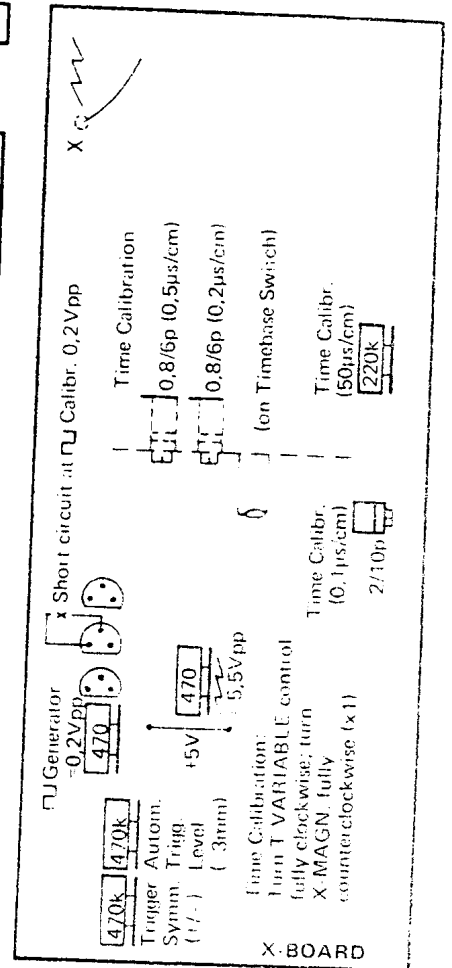 X
Short circuit at ⊓⊔ Calibr. 0,2Vpp
x
⊓⊔ Generator
=0,2Vpp
470
470k
470k
Trigger
Symm.
(+/−)
Autom.
Trigg.
Level
( 3mm)
470
+5V
5,5Vpp
Time Calibration
0,8/6p (0,5µs/cm)
0,8/6p (0,2µs/cm)
(on Timebase Switch)
Time Calibr.
(50µs/cm)
220k
Time Calibr.
(0,1µs/cm)
2/10p
Time Calibration:
Turn T VARIABLE control
fully clockwise; turn
X-MAGN. fully
counterclockwise (x1)
X-BOARD